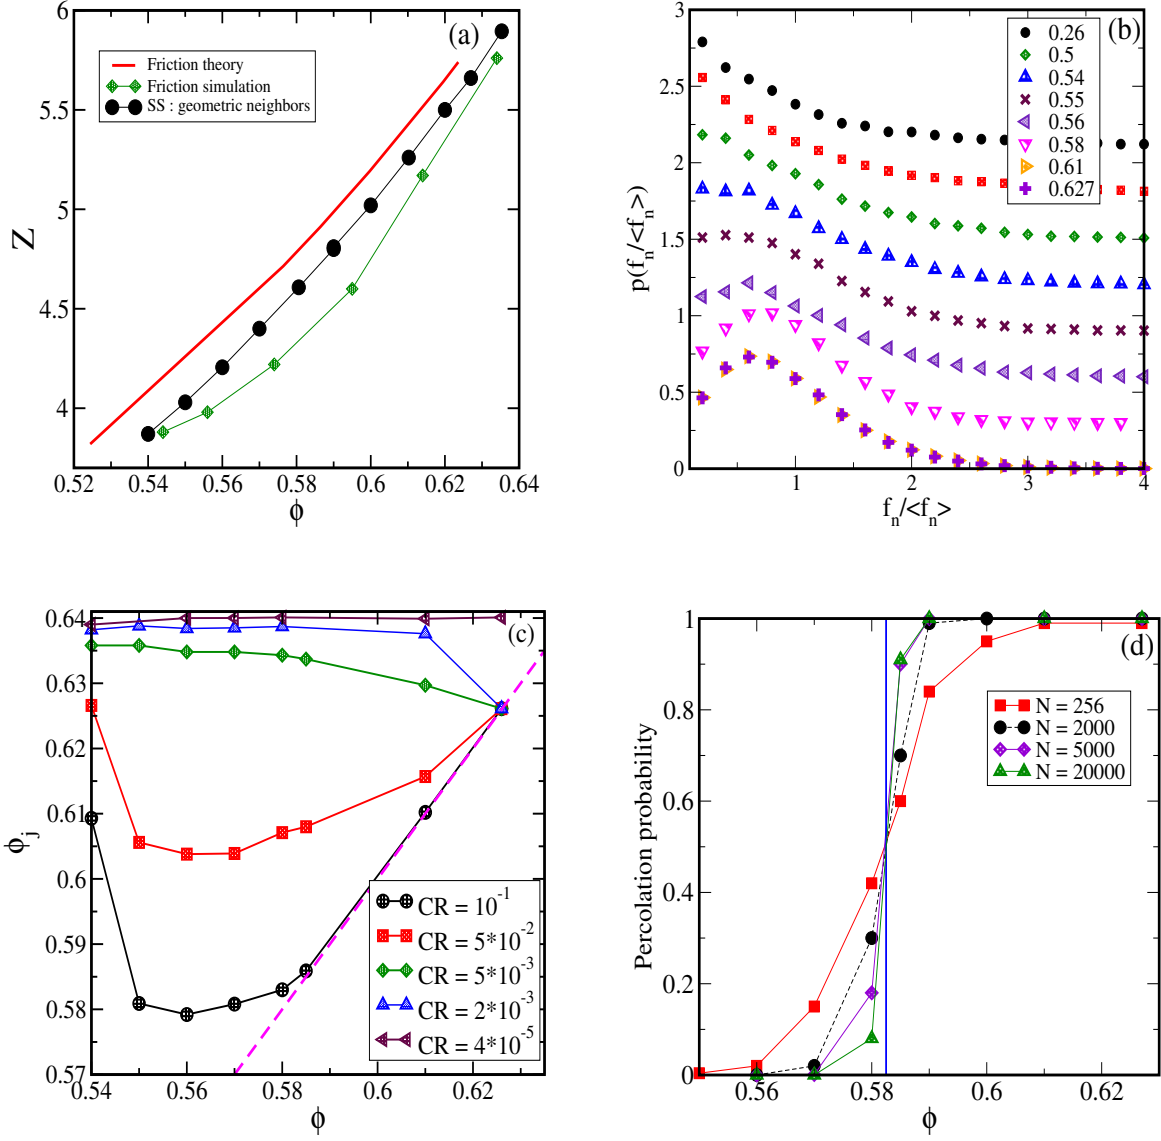 (a)
Friction theory
Friction simulation
SS : geometric neighbors
6
5.5
5
4.5
4
Z
0.52 0.54 0.56 0.58 0.6 0.62 0.64
ϕ
(b)
0.26
0.5
0.54
0.55
0.56
0.58
0.61
0.627
3
2.5
2
1.5
1
0.5
0
p(f_n/<f_n>)
1 2 3 4
f_n/<f_n>
(c)
0.64
0.63
0.62
0.61
0.6
0.59
0.58
0.57
ϕ_j
CR = 10^-1
CR = 5*10^-2
CR = 5*10^-3
CR = 2*10^-3
CR = 4*10^-5
0.54 0.56 0.58 0.6 0.62
ϕ
(d)
N = 256
N = 2000
N = 5000
N = 20000
1
0.8
0.6
0.4
0.2
0
Percolation probability
0.56 0.58 0.6 0.62
ϕ